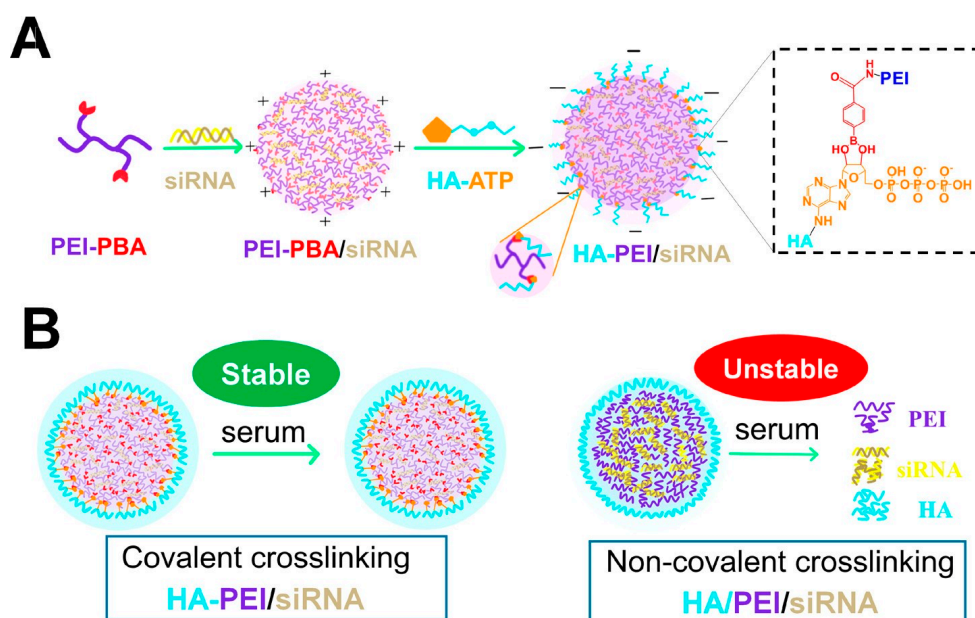 A
siRNA
HA-ATP
PEI-PBA
PEI-PBA/siRNA
HA-PEI/siRNA
O
H
N
PEI
B
HO
OH
O
N
N
N
N
NH
HA
OH O⁻ O⁻
O-P-O-P-O-P-OH
O O O
B
Stable
serum
Unstable
serum
PEI
siRNA
HA
Covalent crosslinking
HA-PEI/siRNA
Non-covalent crosslinking
HA/PEI/siRNA